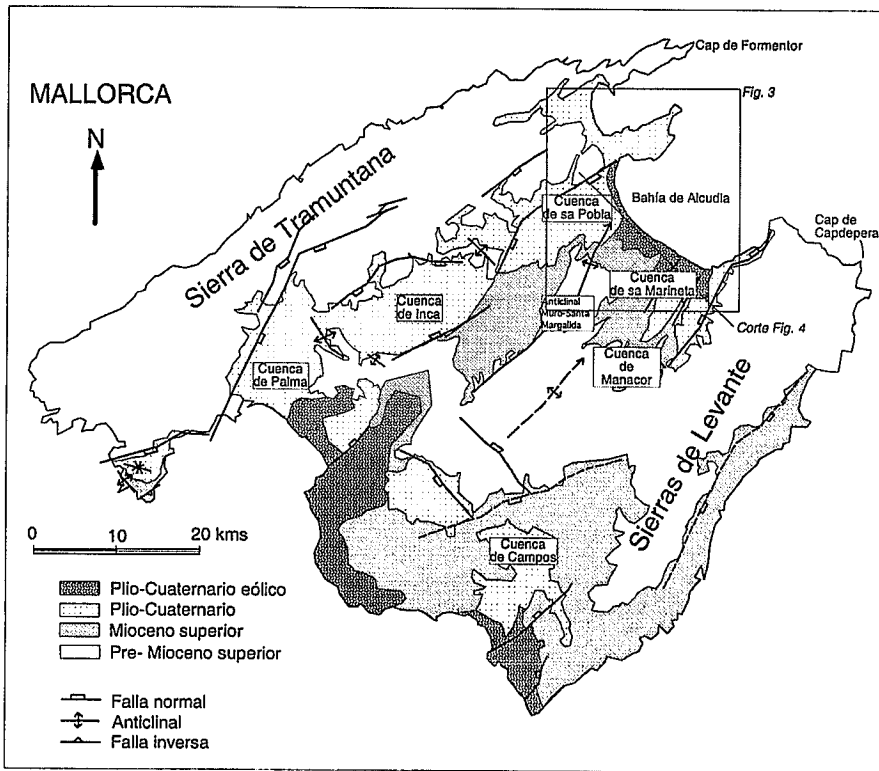 Cap de Formentor
MALLORCA
Fig. 3
N
Sierra de Tramuntana
Bahía de Alcudia
Cuenca
de sa Pobla
Cap de
Capdepera
Cuenca
de sa Marineta
Cuenca
de Inca
Anticlinal
Muro-Santa
Margalida
Corte Fig. 4
Cuenca
de
Manacor
Cuenca
de Palma
Sierras de Levante
0 10 20 kms
Cuenca
de Campos
Plio-Cuaternario eólico
Plio-Cuaternario
Mioceno superior
Pre- Mioceno superior
Falla normal
Anticlinal
Falla inversa